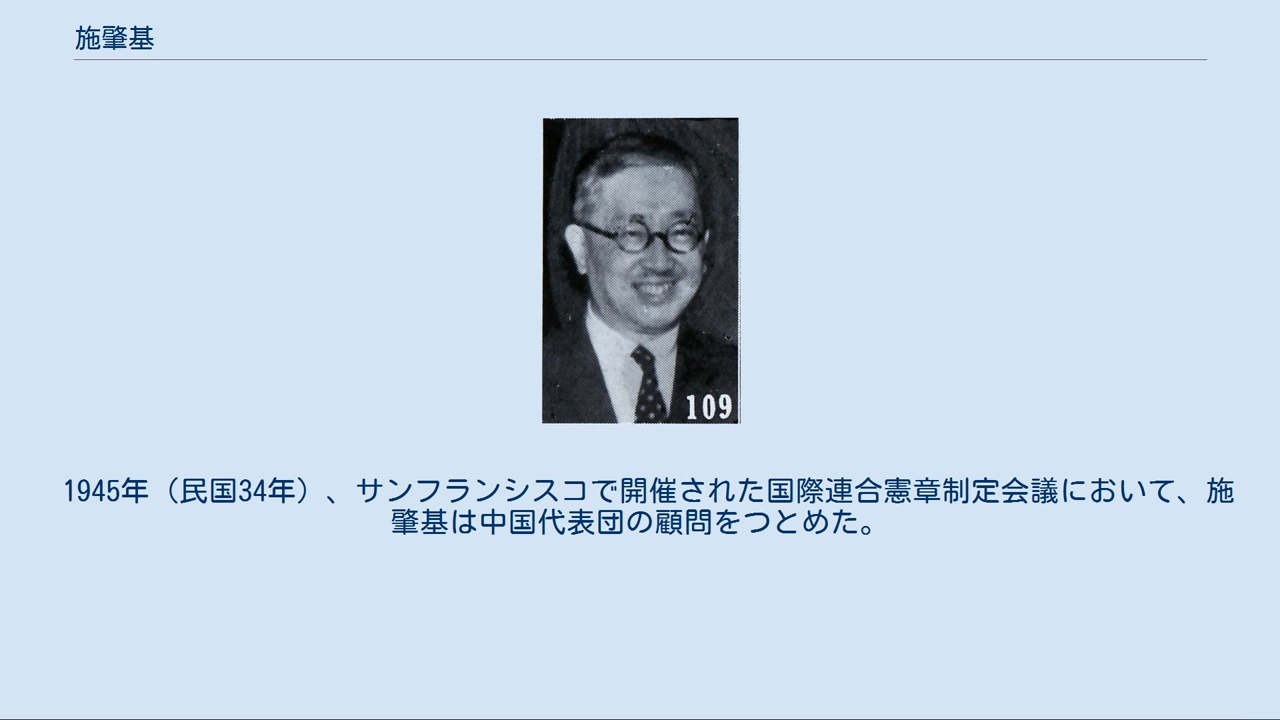 施肇基
109
1945年（民国34年）、サンフランシスコで開催された国際連合憲章制定会議において、施
肇基は中国代表団の顧問をつとめた。